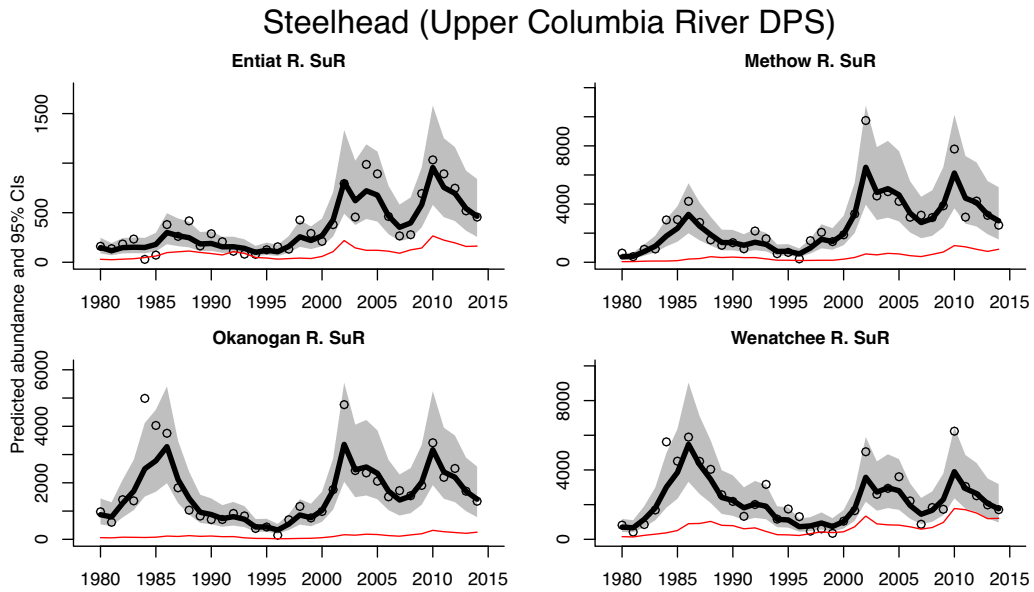 Steelhead (Upper Columbia River DPS)
Predicted abundance and 95% CIs
Entiat R. SuR
1500
500
0
1980 1985 1990 1995 2000 2005 2010 2015
Methow R. SuR
8000
4000
0
1980 1985 1990 1995 2000 2005 2010 2015
Okanogan R. SuR
6000
4000
2000
0
1980 1985 1990 1995 2000 2005 2010 2015
Wenatchee R. SuR
8000
4000
0
1980 1985 1990 1995 2000 2005 2010 2015